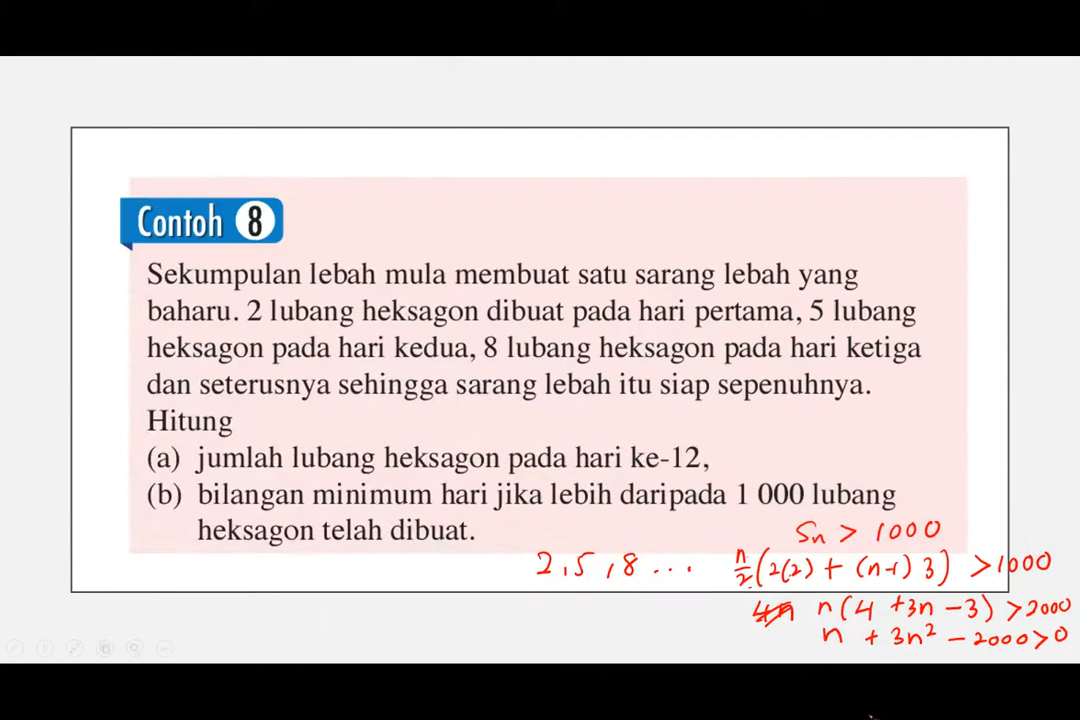 Contoh 8
Sekumpulan lebah mula membuat satu sarang lebah yang
baharu. 2 lubang heksagon dibuat pada hari pertama, 5 lubang
heksagon pada hari kedua, 8 lubang heksagon pada hari ketiga
dan seterusnya sehingga sarang lebah itu siap sepenuhnya.
Hitung
(a) jumlah lubang heksagon pada hari ke-12,
(b) bilangan minimum hari jika lebih daripada 1 000 lubang
heksagon telah dibuat.
Sn > 1000
2, 5, 8 ... n/2 (2(2) + (n-1) 3) > 1000
n(4 + 3n - 3) > 2000
n + 3n² - 2000 > 0